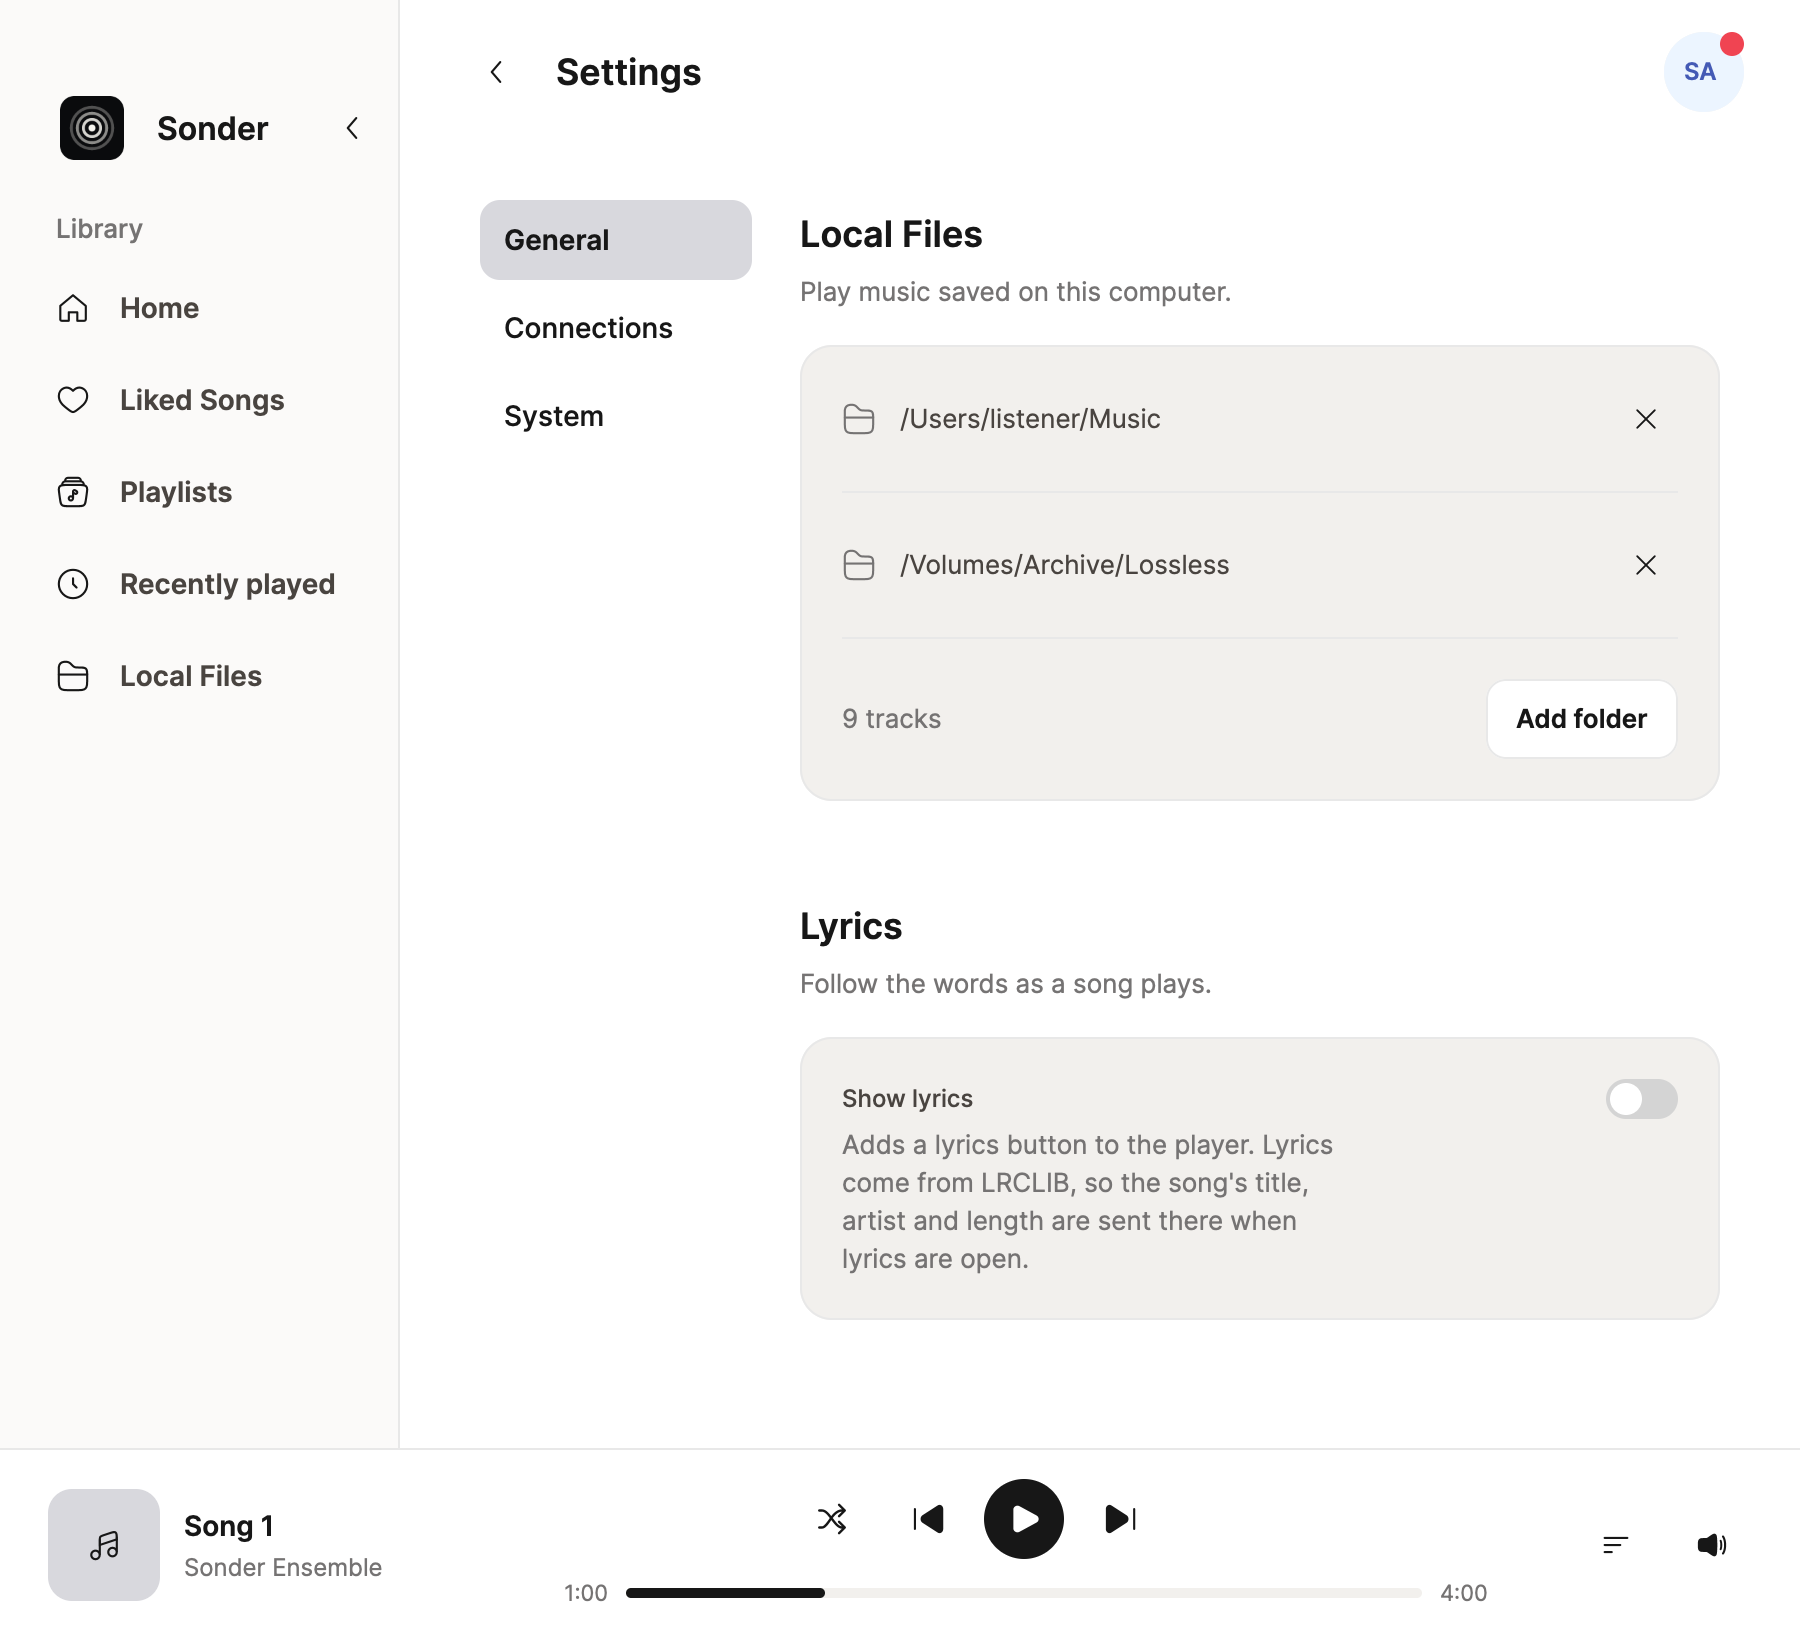 Sonder
Library
Home
Liked Songs
Playlists
Recently played
Local Files
Settings
SA
General
Connections
System
Local Files
Play music saved on this computer.
/Users/listener/Music
/Volumes/Archive/Lossless
9 tracks
Add folder
Lyrics
Follow the words as a song plays.
Show lyrics
Adds a lyrics button to the player. Lyrics
come from LRCLIB, so the song's title,
artist and length are sent there when
lyrics are open.
Song 1
Sonder Ensemble
1:00
4:00